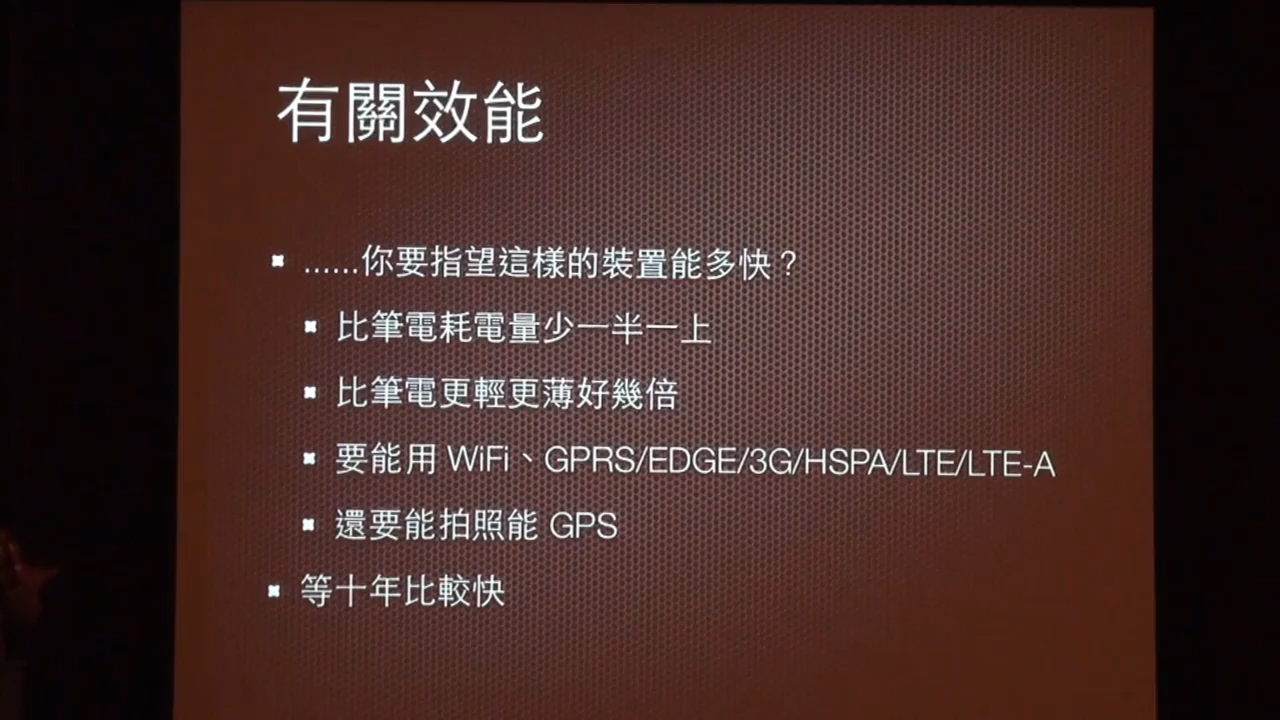 有關效能
......你要指望這樣的裝置能多快？
比筆電耗電量少一半一上
比筆電更輕更薄好幾倍
要能用 WiFi、GPRS/EDGE/3G/HSPA/LTE/LTE-A
還要能拍照能 GPS
等十年比較快